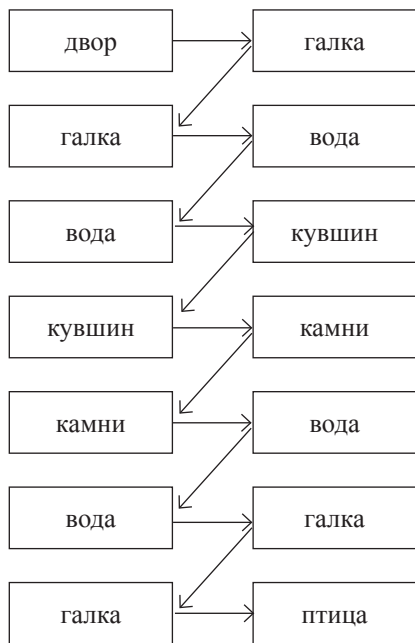 двор галка
галка вода
вода кувшин
кувшин камни
камни вода
вода галка
галка птица